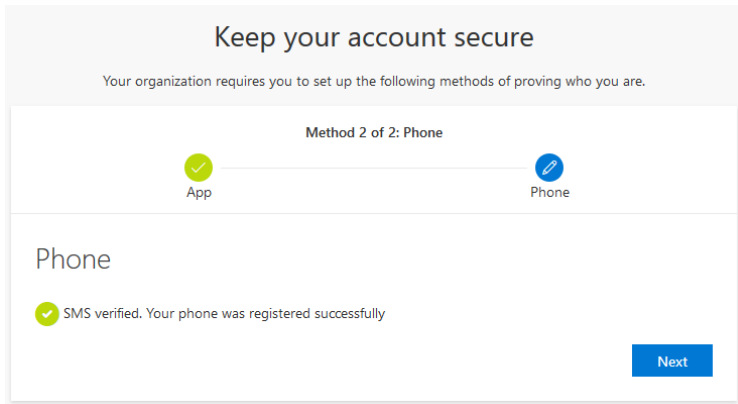 Keep your account secure
Your organization requires you to set up the following methods of proving who you are.
Method 2 of 2: Phone
App
Phone
Phone
SMS verified. Your phone was registered successfully
Next